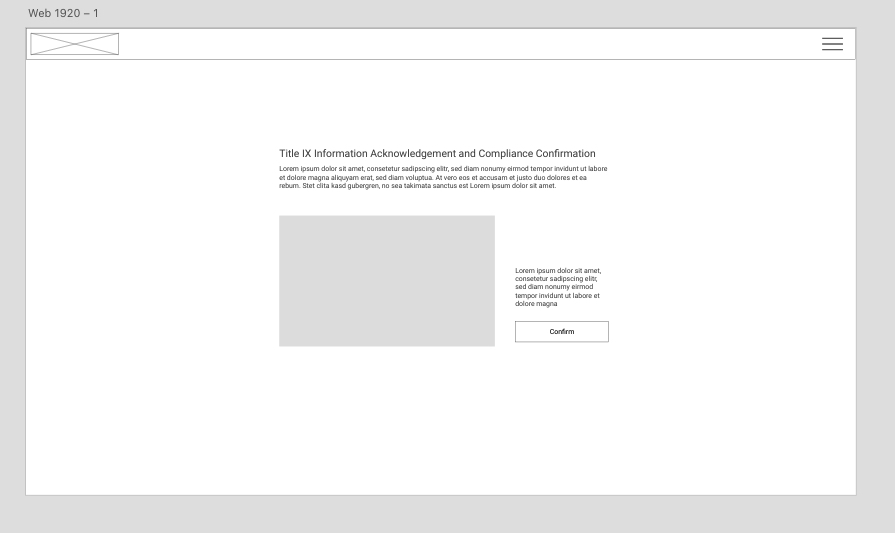 Web 1920 – 1
Title IX Information Acknowledgement and Compliance Confirmation
Lorem ipsum dolor sit amet, consetetur sadipscing elitr, sed diam nonumy eirmod tempor invidunt ut labore
et dolore magna aliquyam erat, sed diam voluptua. At vero eos et accusam et justo duo dolores et ea
rebum. Stet clita kasd gubergren, no sea takimata sanctus est Lorem ipsum dolor sit amet.
Lorem ipsum dolor sit amet,
consetetur sadipscing elitr,
sed diam nonumy eirmod
tempor invidunt ut labore et
dolore magna
Confirm